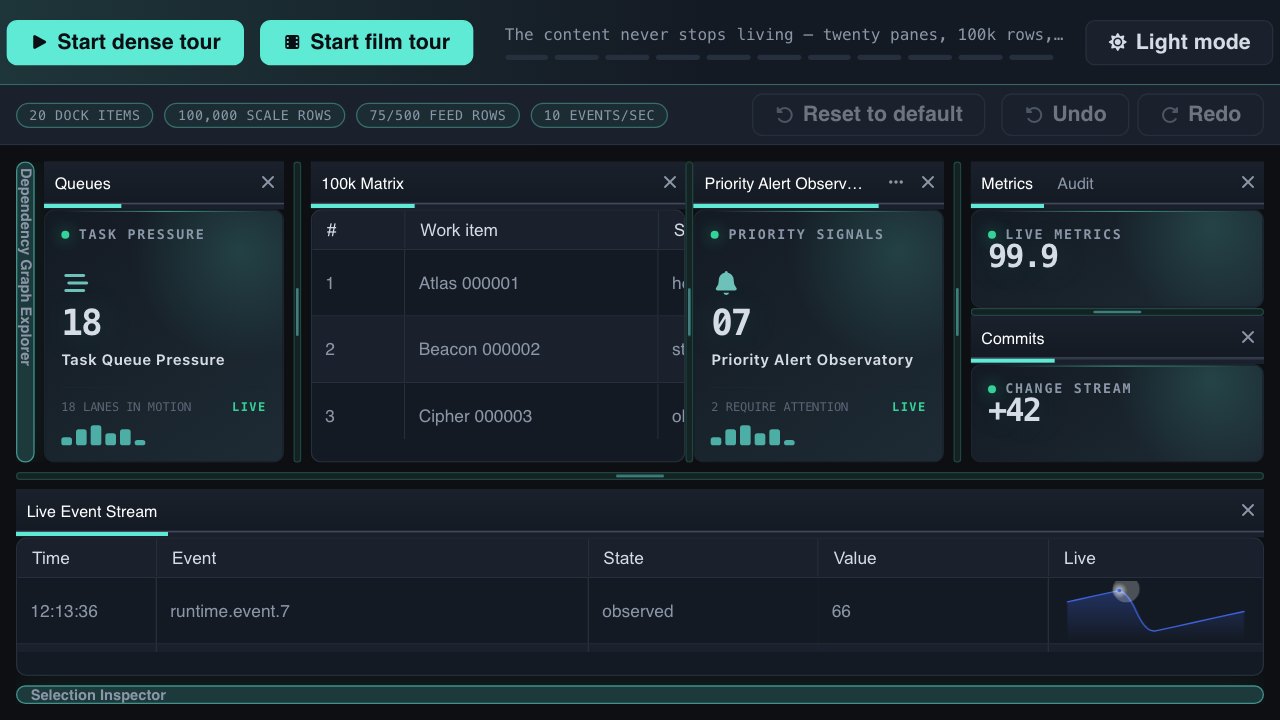 Start dense tour
Start film tour
The content never stops living — twenty panes, 100k rows,…
Light mode
20 DOCK ITEMS
100,000 SCALE ROWS
75/500 FEED ROWS
10 EVENTS/SEC
Reset to default
Undo
Redo
Dependency Graph Explorer
Queues
TASK PRESSURE
18
Task Queue Pressure
18 LANES IN MOTION
LIVE
100k Matrix
# Work item S
1 Atlas 000001 he
2 Beacon 000002 st
3 Cipher 000003 ol
Priority Alert Observ…
PRIORITY SIGNALS
07
Priority Alert Observatory
2 REQUIRE ATTENTION
LIVE
Metrics
Audit
LIVE METRICS
99.9
Commits
CHANGE STREAM
+42
Live Event Stream
Time Event State Value Live
12:13:36 runtime.event.7 observed 66
Selection Inspector